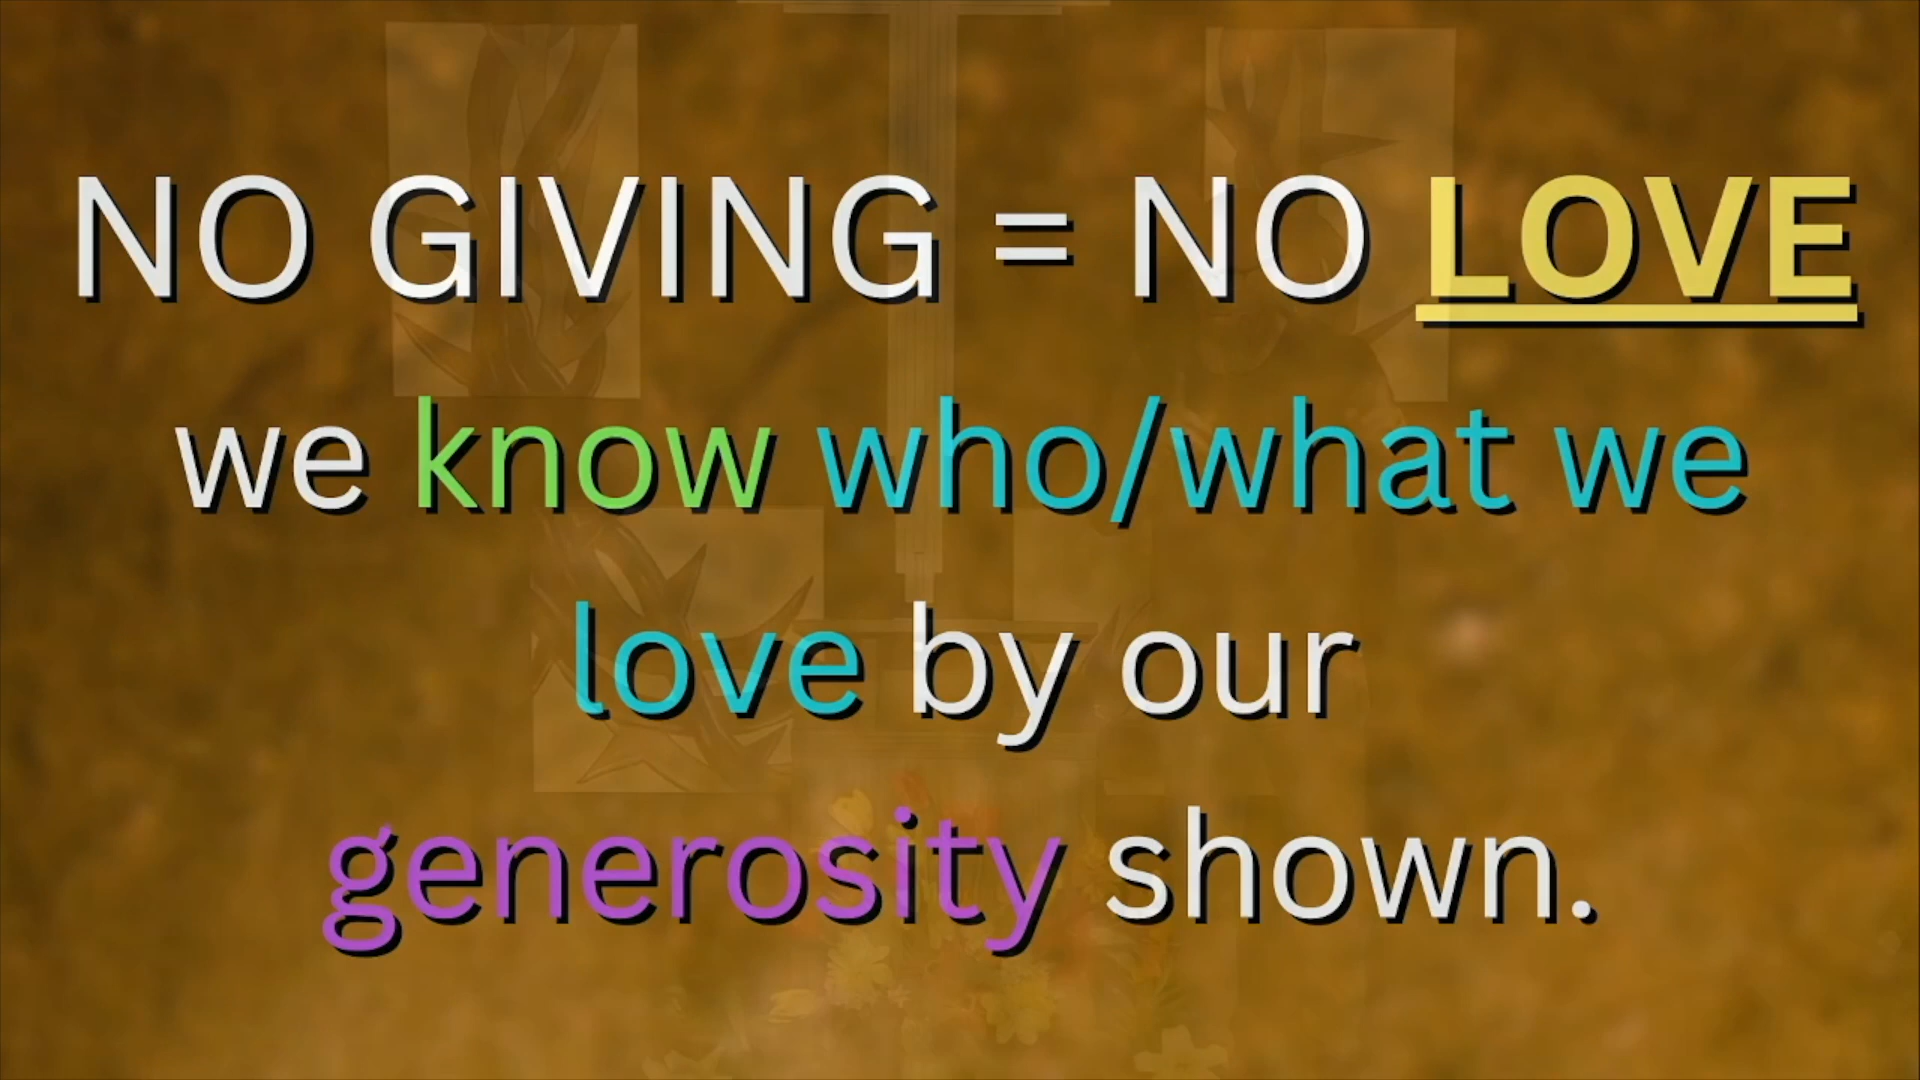 NO GIVING = NO LOVE
we know who/what we
love by our
generosity shown.